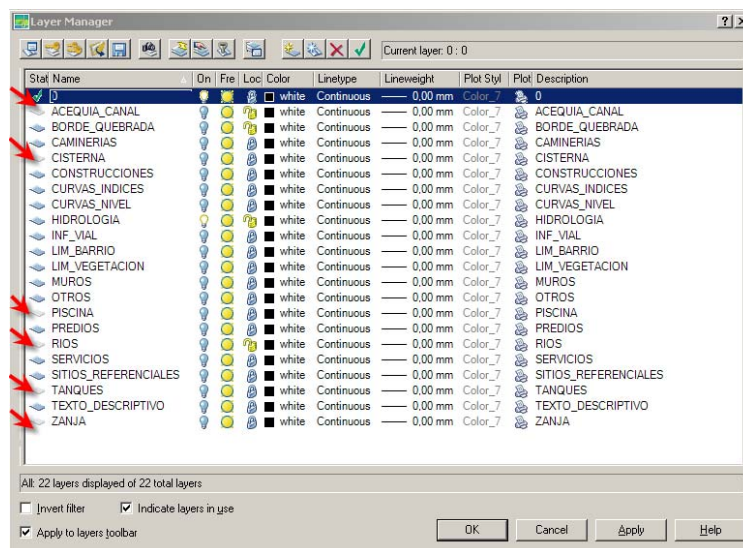 Layer Manager
Current layer: 0 : 0
Stat Name On Fre Loc Color Linetype Lineweight Plot Styl Plot Description
0 white Continuous 0,00 mm Color_7 0
ACEQUIA_CANAL white Continuous 0,00 mm Color_7 ACEQUIA_CANAL
BORDE_QUEBRADA white Continuous 0,00 mm Color_7 BORDE_QUEBRADA
CAMINERIAS white Continuous 0,00 mm Color_7 CAMINERIAS
CISTERNA white Continuous 0,00 mm Color_7 CISTERNA
CONSTRUCCIONES white Continuous 0,00 mm Color_7 CONSTRUCCIONES
CURVAS_INDICES white Continuous 0,00 mm Color_7 CURVAS_INDICES
CURVAS_NIVEL white Continuous 0,00 mm Color_7 CURVAS_NIVEL
HIDROLOGIA white Continuous 0,00 mm Color_7 HIDROLOGIA
INF_VIAL white Continuous 0,00 mm Color_7 INF_VIAL
LIM_BARRIO white Continuous 0,00 mm Color_7 LIM_BARRIO
LIM_VEGETACION white Continuous 0,00 mm Color_7 LIM_VEGETACION
MUROS white Continuous 0,00 mm Color_7 MUROS
OTROS white Continuous 0,00 mm Color_7 OTROS
PISCINA white Continuous 0,00 mm Color_7 PISCINA
PREDIOS white Continuous 0,00 mm Color_7 PREDIOS
RIOS white Continuous 0,00 mm Color_7 RIOS
SERVICIOS white Continuous 0,00 mm Color_7 SERVICIOS
SITIOS_REFERENCIALES white Continuous 0,00 mm Color_7 SITIOS_REFERENCIALES
TANQUES white Continuous 0,00 mm Color_7 TANQUES
TEXTO_DESCRIPTIVO white Continuous 0,00 mm Color_7 TEXTO_DESCRIPTIVO
ZANJA white Continuous 0,00 mm Color_7 ZANJA
All: 22 layers displayed of 22 total layers
Invert filter Indicate layers in use
Apply to layers toolbar OK Cancel Apply Help